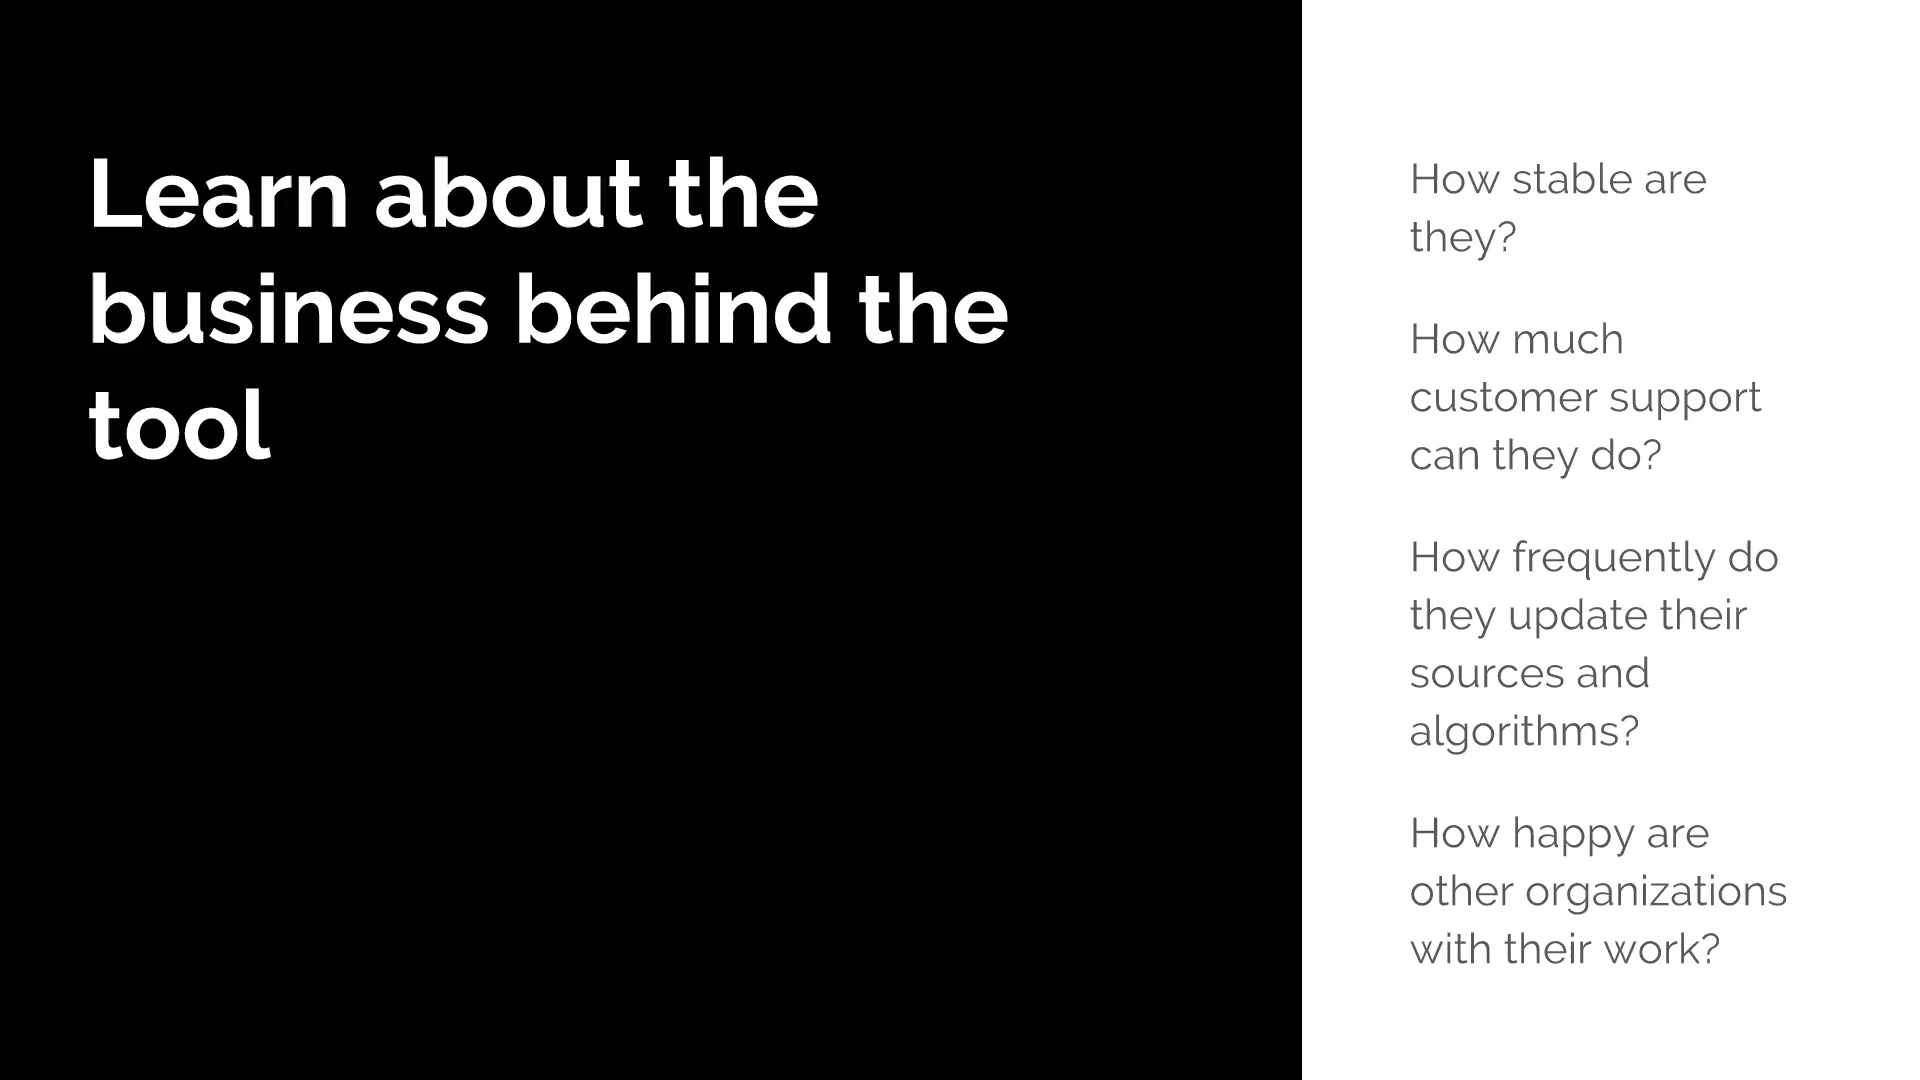 Learn about the
business behind the
tool
How stable are
they?
How much
customer support
can they do?
How frequently do
they update their
sources and
algorithms?
How happy are
other organizations
with their work?